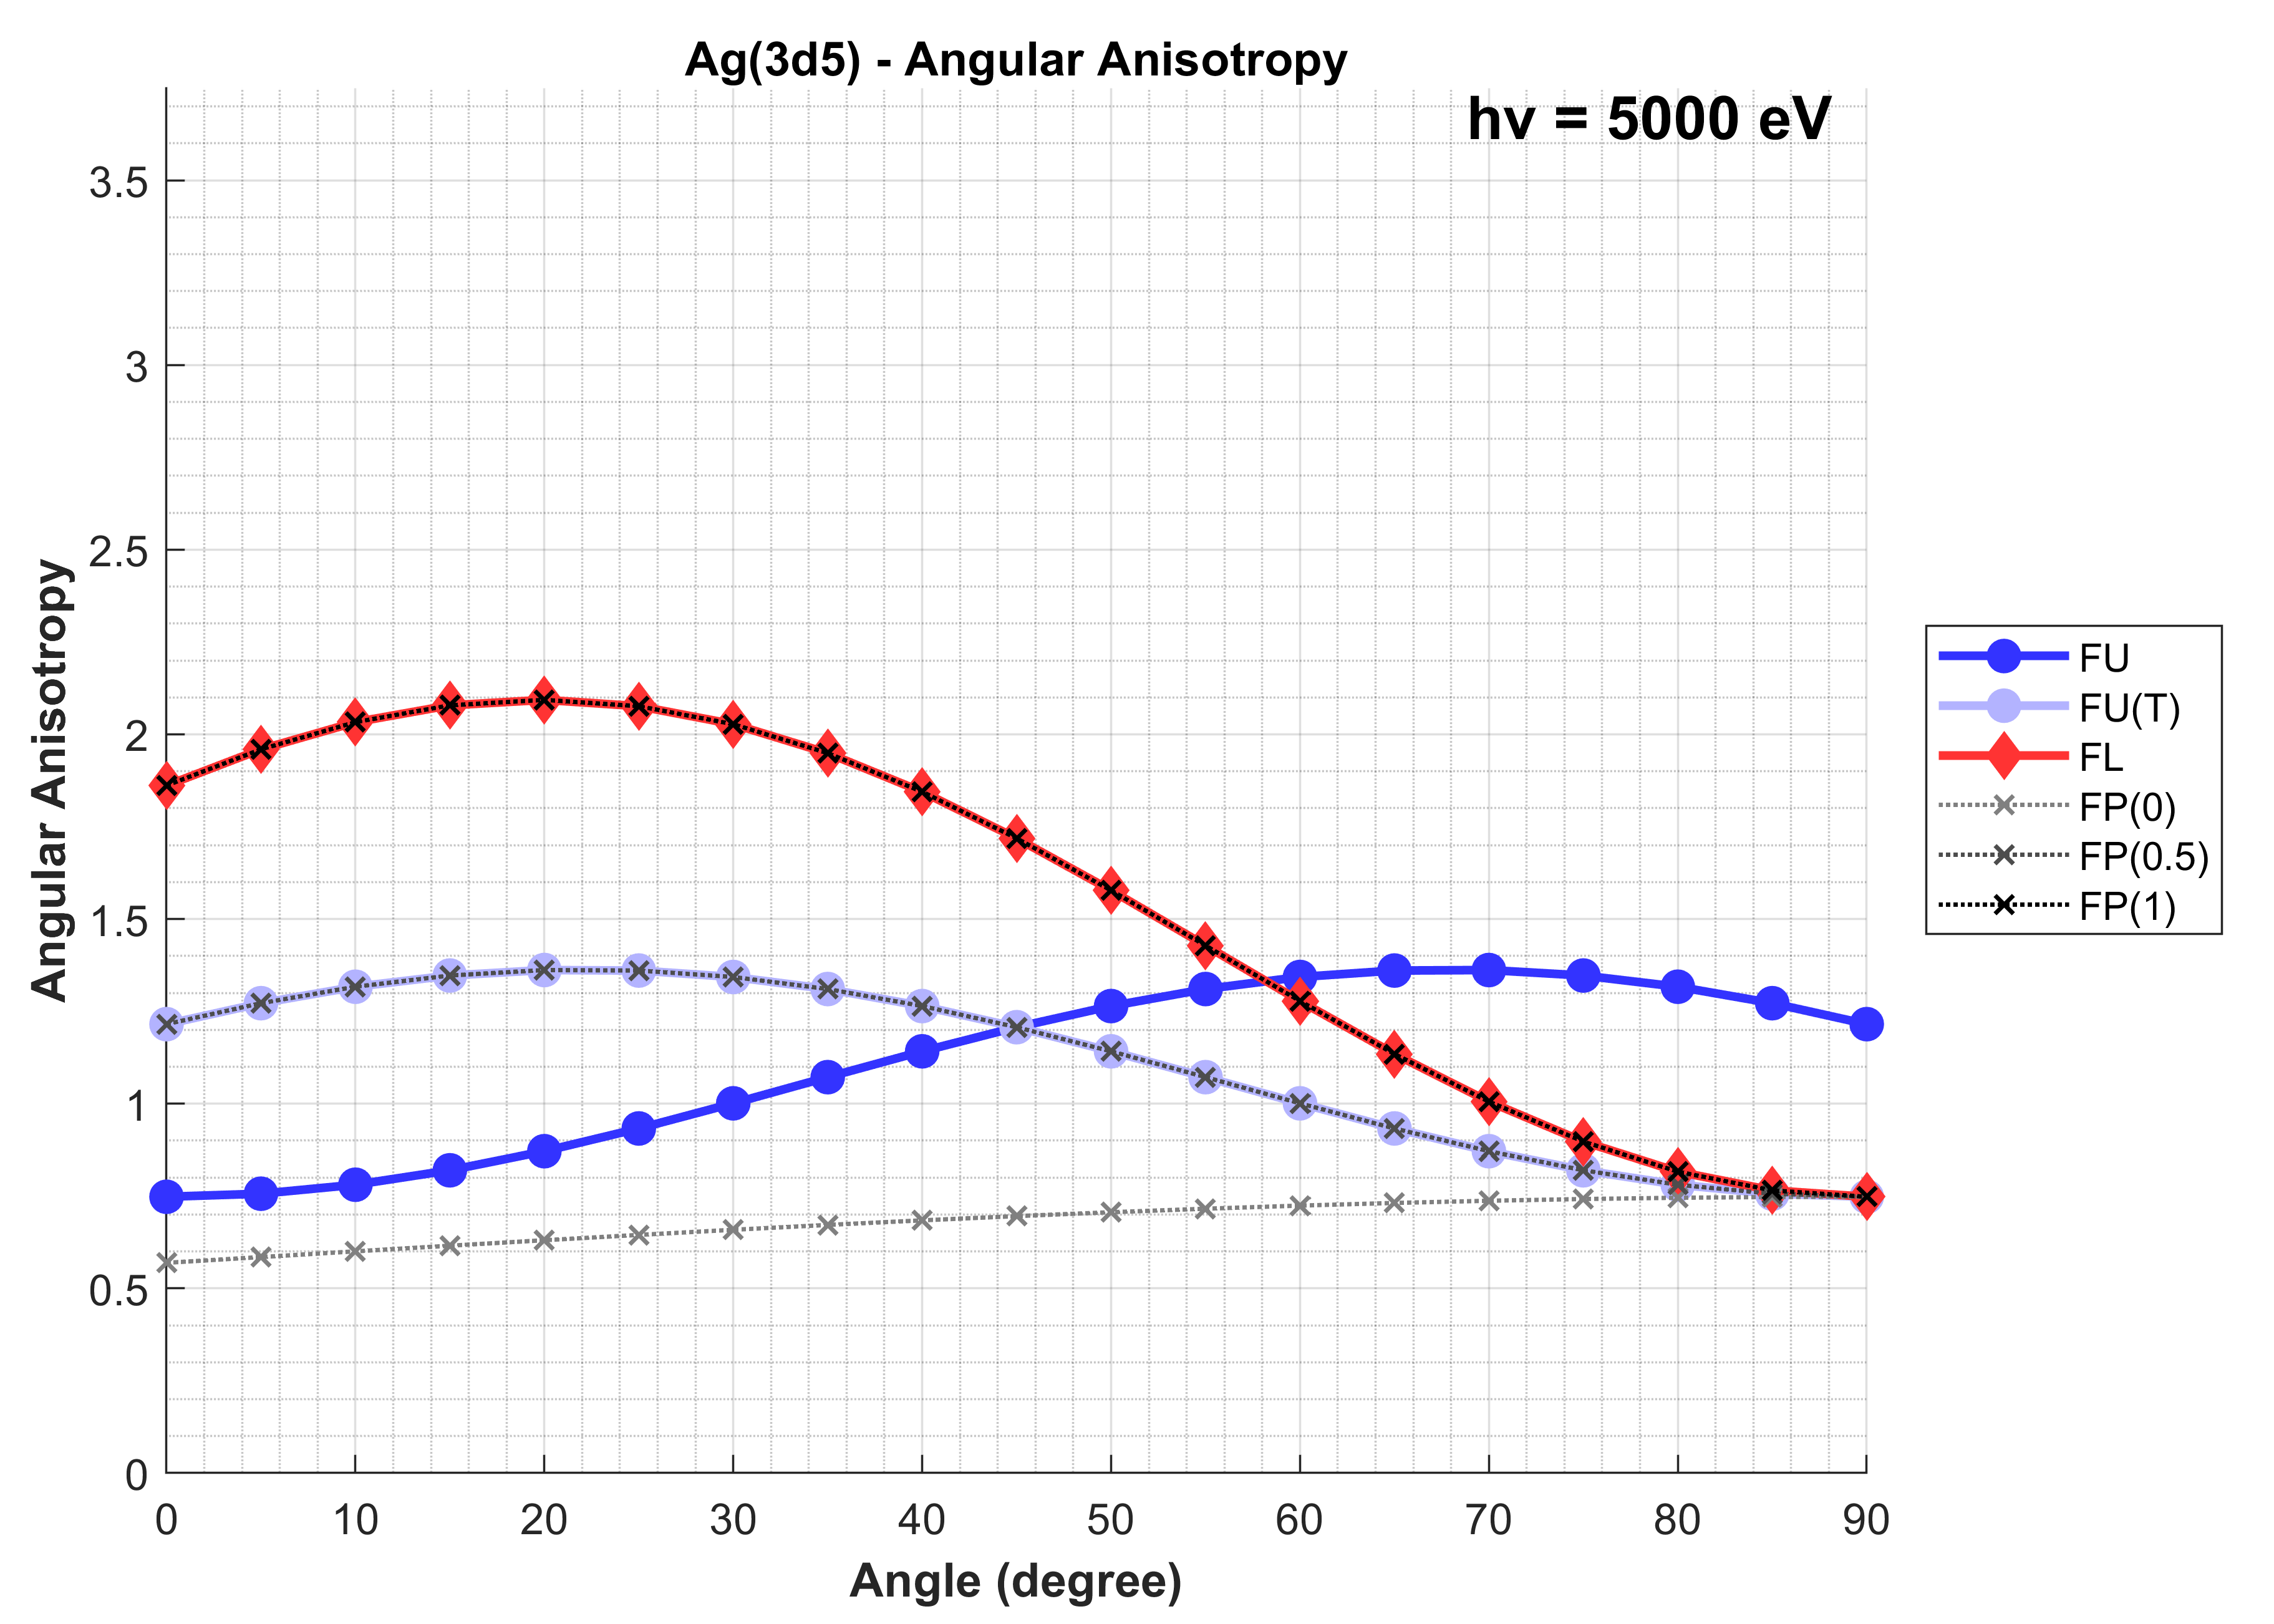 Ag(3d5) - Angular Anisotropy
hν = 5000 eV
Angular Anisotropy
3.5
3
2.5
2
1.5
1
0.5
0
0 10 20 30 40 50 60 70 80 90
Angle (degree)
FU
FU(T)
FL
FP(0)
FP(0.5)
FP(1)